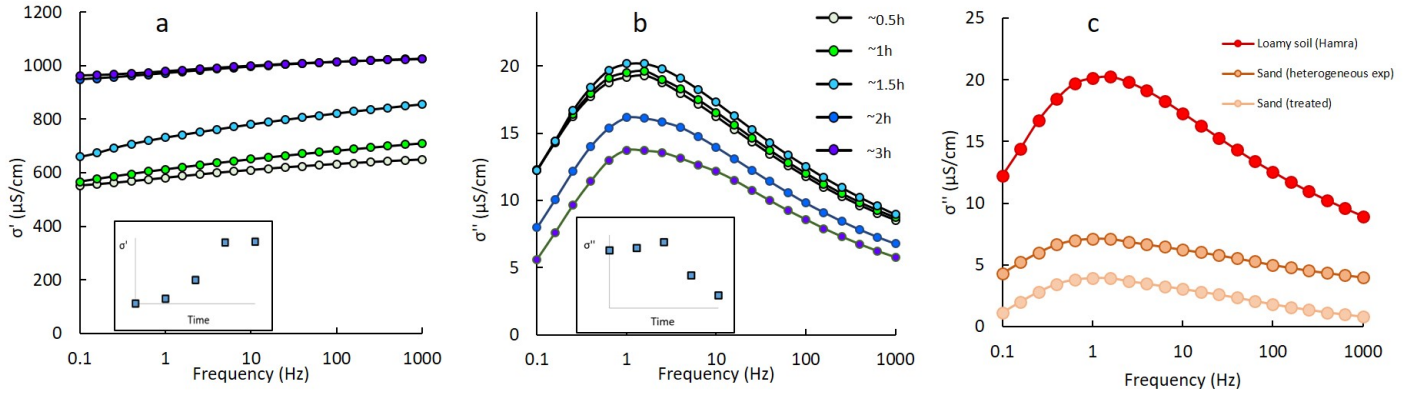 a
1200
1000
800
600
400
200
0
σ' (µS/cm)
0.1
1
10
100
1000
Frequency (Hz)
σ'
Time
b
20
15
10
5
0
σ'' (µS/cm)
0.1
1
10
100
1000
Frequency (Hz)
σ''
Time
~0.5h
~1h
~1.5h
~2h
~3h
c
25
20
15
10
5
0
σ'' (µS/cm)
0.1
1
10
100
1000
Frequency (Hz)
Loamy soil (Hamra)
Sand (heterogeneous exp)
Sand (treated)